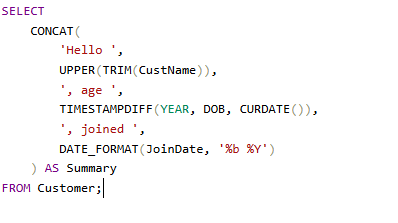 SELECT
    CONCAT(
        'Hello ',
        UPPER(TRIM(CustName)),
        ', age ',
        TIMESTAMPDIFF(YEAR, DOB, CURDATE()),
        ', joined ',
        DATE_FORMAT(JoinDate, '%b %Y')
    ) AS Summary
FROM Customer;